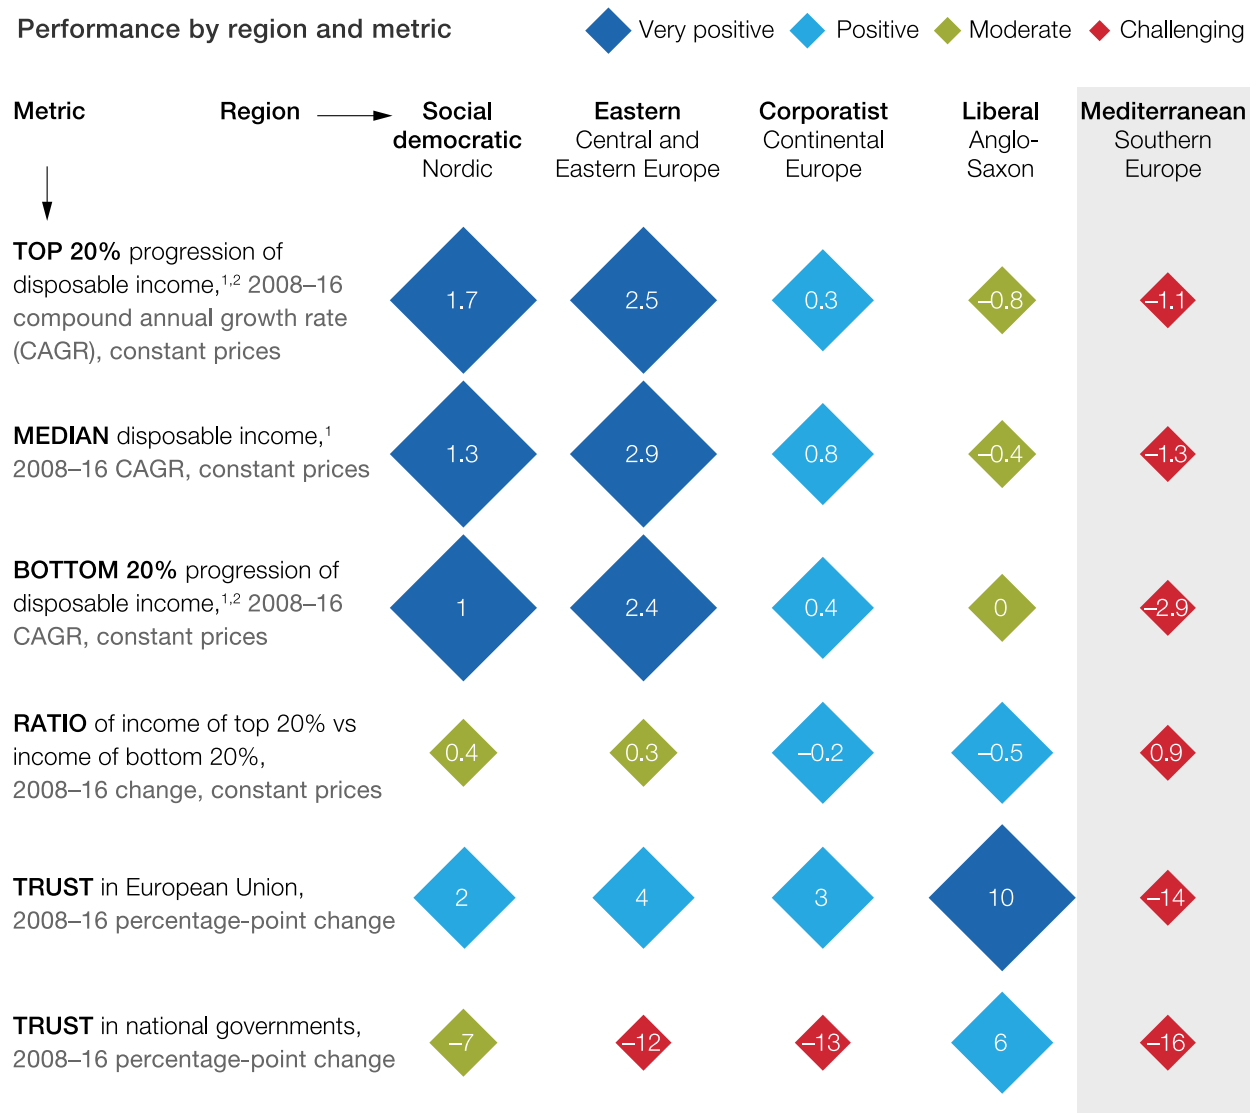 Performance by region and metric
Very positive
Positive
Moderate
Challenging
Metric
Region
Social
democratic
Nordic
Eastern
Central and
Eastern Europe
Corporatist
Continental
Europe
Liberal
Anglo-
Saxon
Mediterranean
Southern
Europe
TOP 20% progression of
disposable income,1,2 2008–16
compound annual growth rate
(CAGR), constant prices
1.7
2.5
0.3
–0.8
–1.1
MEDIAN disposable income,1
2008–16 CAGR, constant prices
1.3
2.9
0.8
–0.4
–1.3
BOTTOM 20% progression of
disposable income,1,2 2008–16
CAGR, constant prices
1
2.4
0.4
0
–2.9
RATIO of income of top 20% vs
income of bottom 20%,
2008–16 change, constant prices
0.4
0.3
–0.2
–0.5
0.9
TRUST in European Union,
2008–16 percentage-point change
2
4
3
10
–14
TRUST in national governments,
2008–16 percentage-point change
–7
–12
–13
6
–16